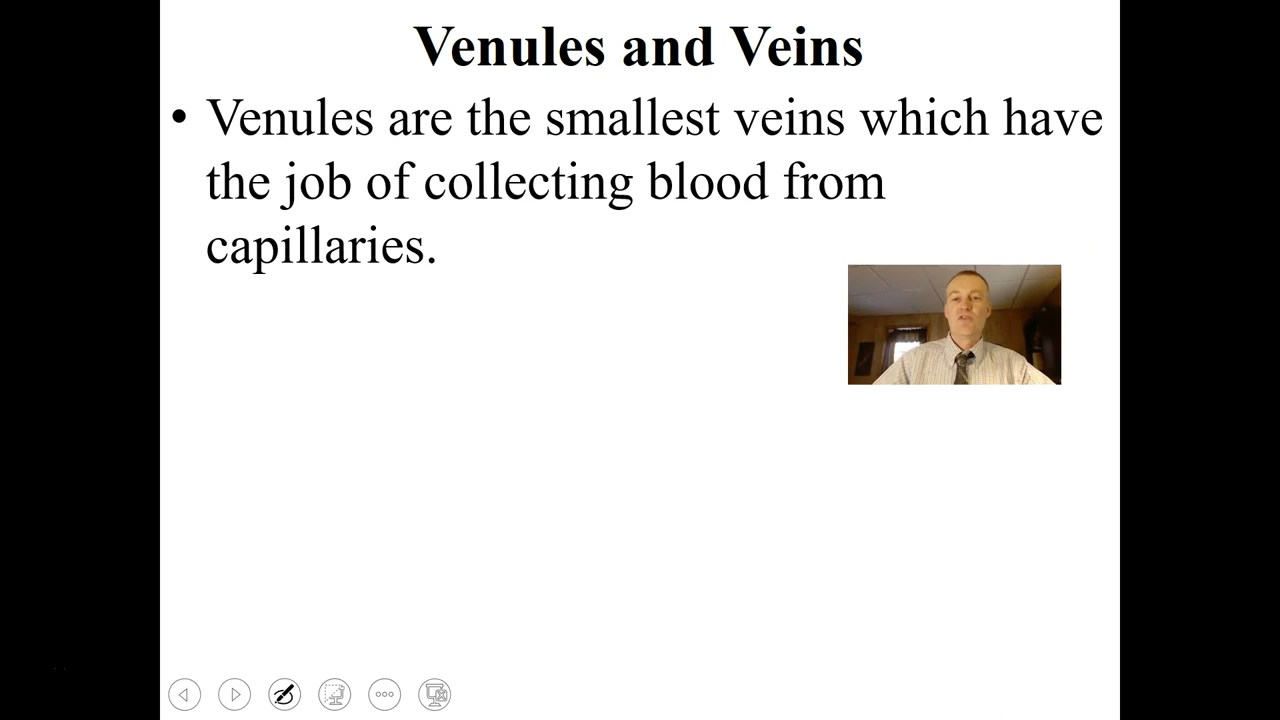 Venules and Veins
• Venules are the smallest veins which have
the job of collecting blood from
capillaries.